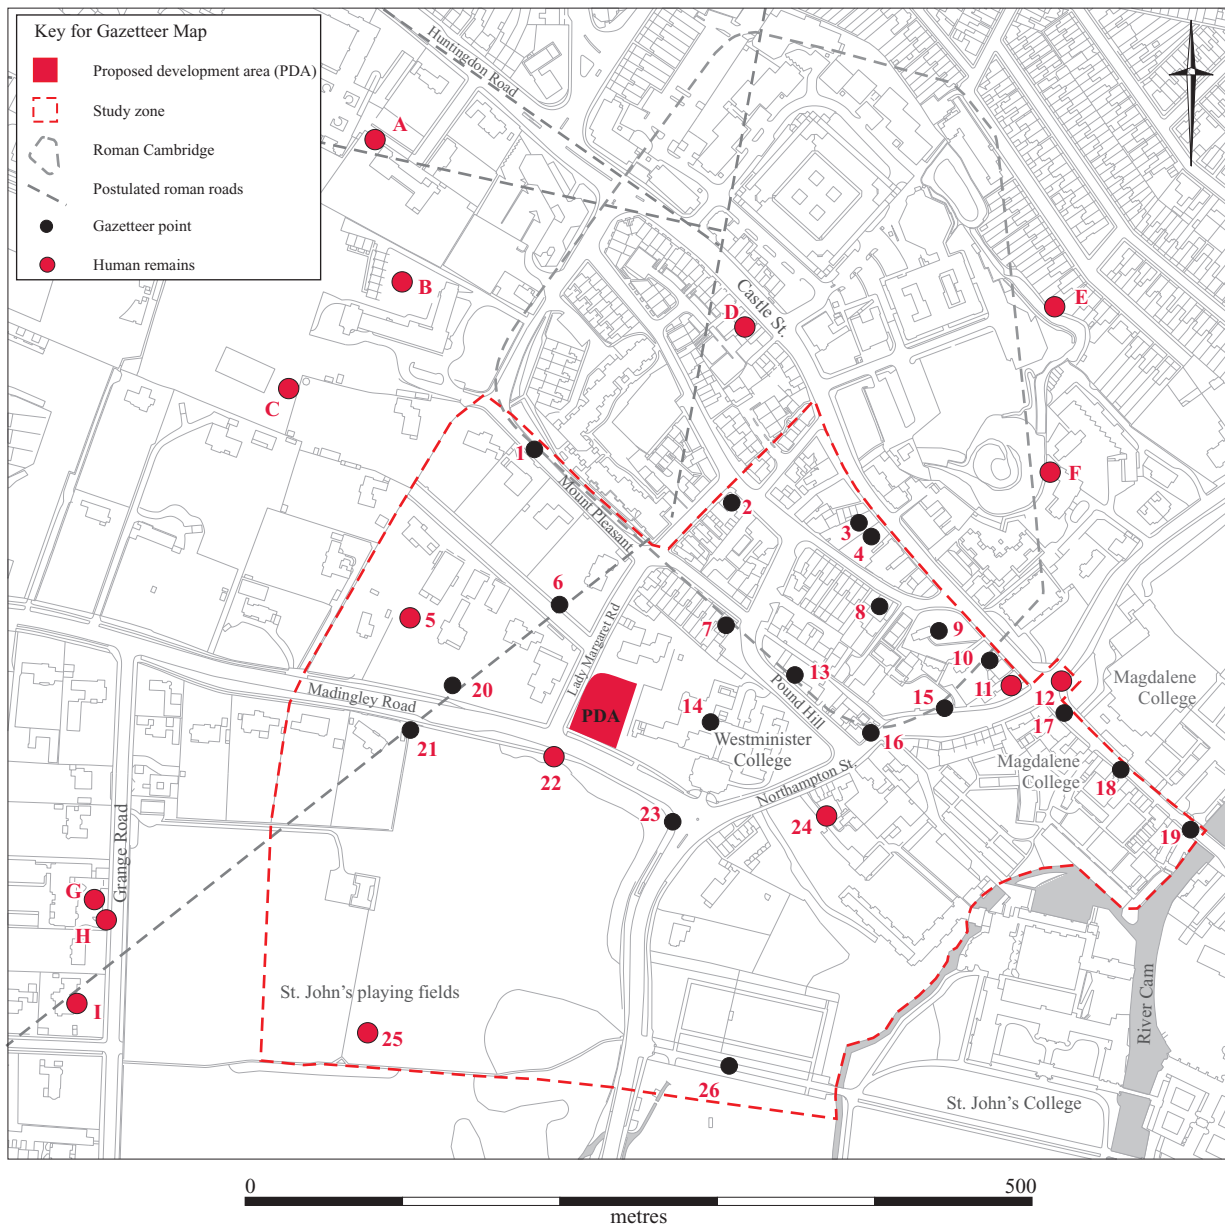 Key for Gazetteer Map
Proposed development area (PDA)
Study zone
Roman Cambridge
Postulated roman roads
Gazetteer point
Human remains
Huntingdon Road
A
B
C
D
Castle St.
E
F
1
Mount Pleasant
2
3
4
5
6
7
8
9
10
11
12
Magdalene
College
13
Pound Hill
14
15
16
17
Lady Margaret Rd
PDA
Westminister
College
Madingley Road
20
21
22
Magdalene
College
18
19
Northampton St.
23
24
Grange Road
G
H
I
St. John's playing fields
25
26
River Cam
St. John's College
0
500
metres